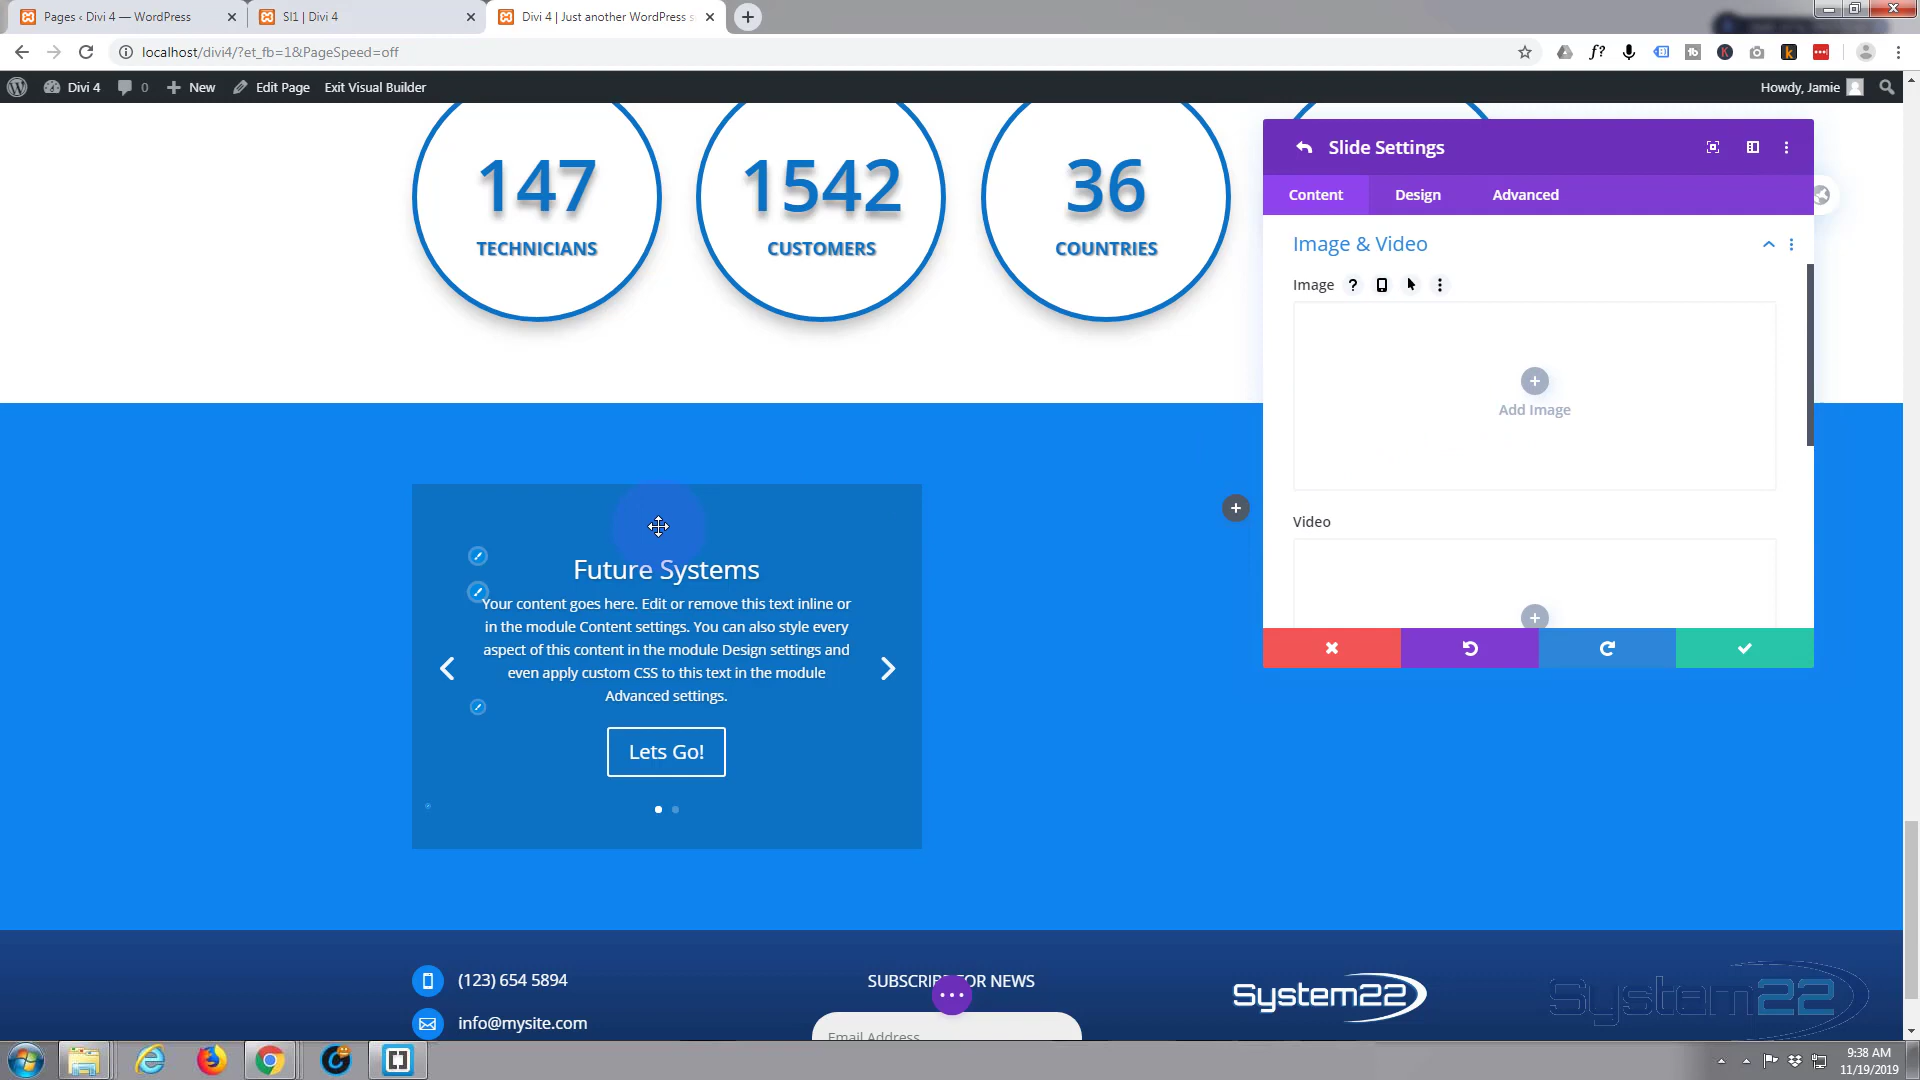 Pages ‹ Divi 4 — WordPress
Sl1 | Divi 4
Divi 4 | Just another WordPress s
localhost/divi4/?et_fb=1&PageSpeed=off
Divi 4
0
New
Edit Page
Exit Visual Builder
Howdy, Jamie
147
TECHNICIANS
1542
CUSTOMERS
36
COUNTRIES
Slide Settings
Content
Design
Advanced
Image & Video
Image
Add Image
Video
Future Systems
Your content goes here. Edit or remove this text inline or
in the module Content settings. You can also style every
aspect of this content in the module Design settings and
even apply custom CSS to this text in the module
Advanced settings.
Lets Go!
(123) 654 5894
info@mysite.com
SUBSCRIBE FOR NEWS
Email Address
System22
System22
9:38 AM
11/19/2019